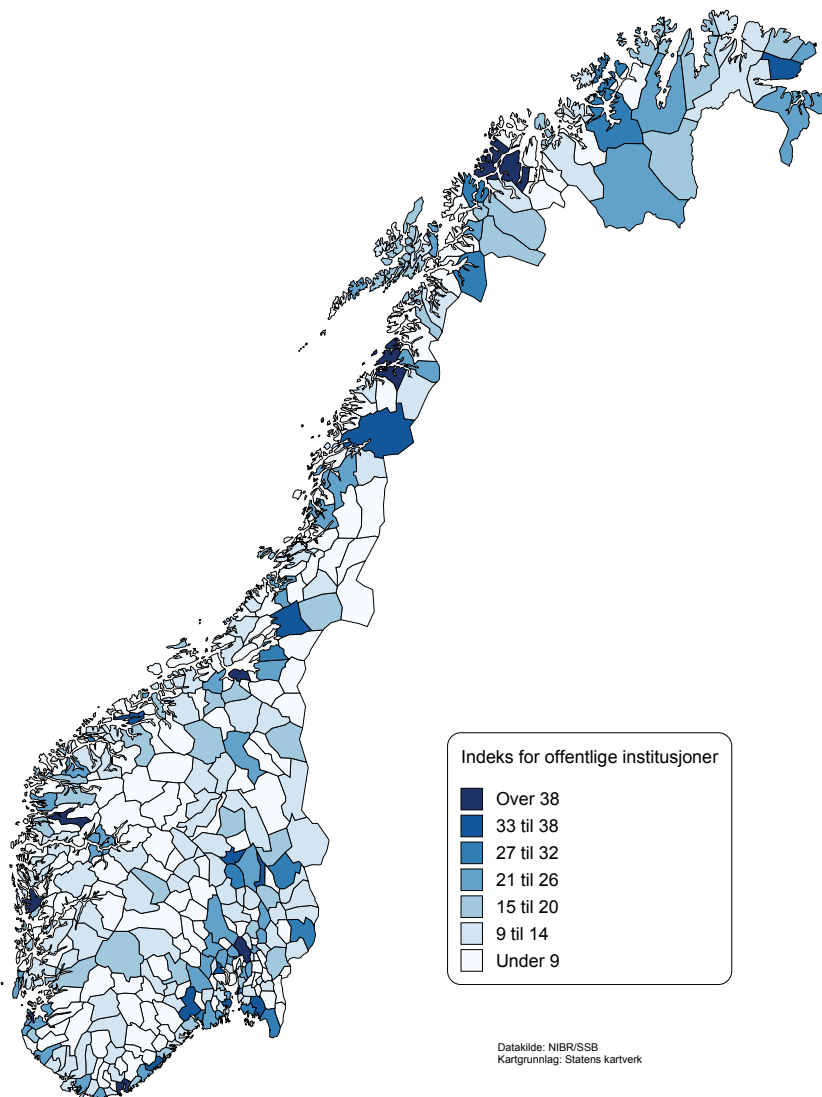 Indeks for offentlige institusjoner
Over 38
33 til 38
27 til 32
21 til 26
15 til 20
9 til 14
Under 9
Datakilde: NIBR/SSB
Kartgrunnlag: Statens kartverk